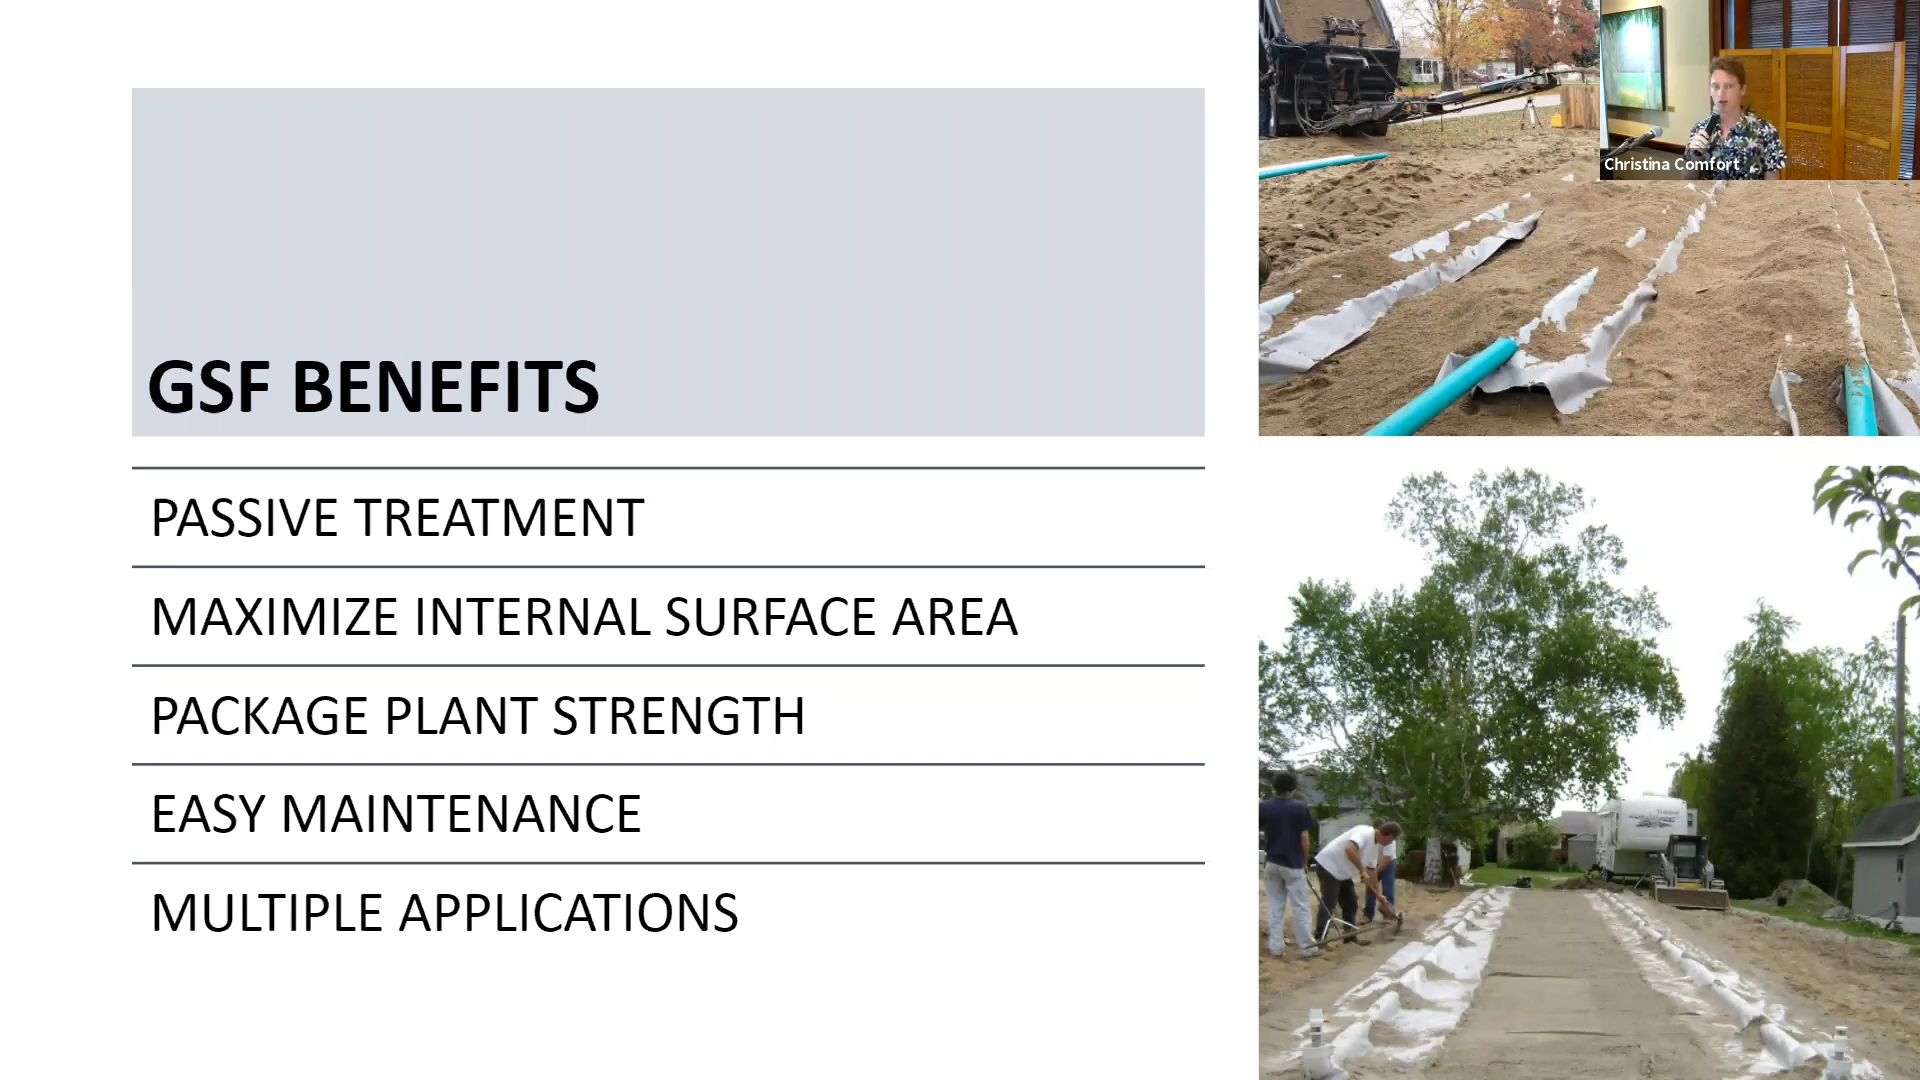 GSF BENEFITS
PASSIVE TREATMENT
MAXIMIZE INTERNAL SURFACE AREA
PACKAGE PLANT STRENGTH
EASY MAINTENANCE
MULTIPLE APPLICATIONS
Christina Comfort